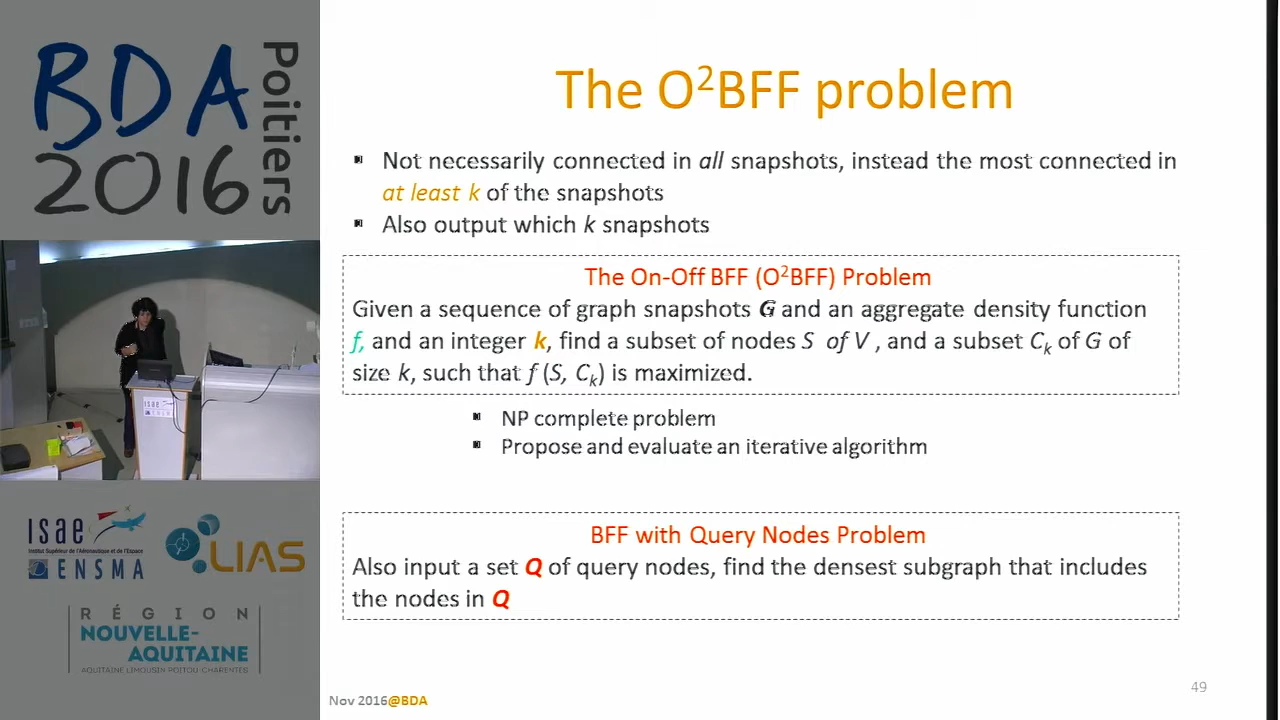 BDA
2016
Poitiers
The O²BFF problem
Not necessarily connected in all snapshots, instead the most connected in
at least k of the snapshots
Also output which k snapshots
The On-Off BFF (O²BFF) Problem
Given a sequence of graph snapshots G and an aggregate density function
f, and an integer k, find a subset of nodes S of V , and a subset Ck of G of
size k, such that f (S, Ck) is maximized.
NP complete problem
Propose and evaluate an iterative algorithm
BFF with Query Nodes Problem
Also input a set Q of query nodes, find the densest subgraph that includes
the nodes in Q
Nov 2016@BDA
49
isae
Institut Supérieur de l'Aéronautique et de l'Espace
ENSMA
LIAS
RÉGION
NOUVELLE-
AQUITAINE
AQUITAINE LIMOUSIN POITOU-CHARENTES
isae